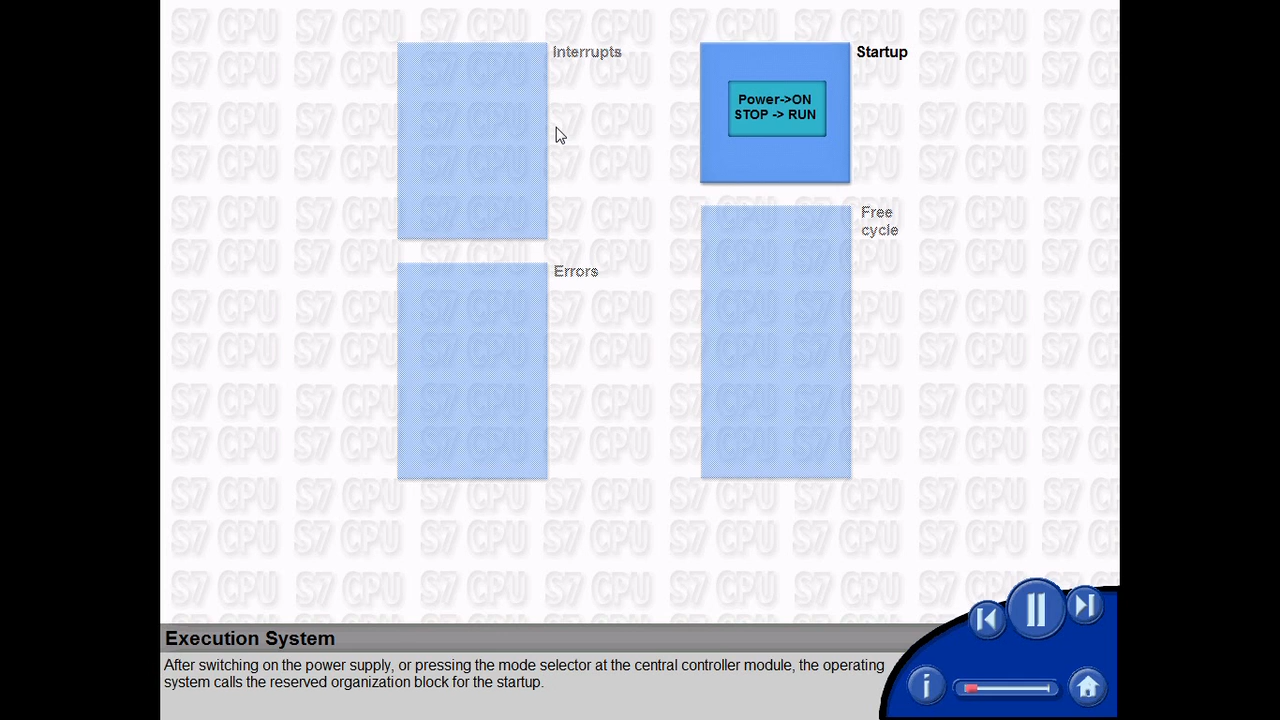 Interrupts
Startup
Power->ON
STOP -> RUN
Free
cycle
Errors
Execution System
After switching on the power supply, or pressing the mode selector at the central controller module, the operating
system calls the reserved organization block for the startup.
S7 CPU